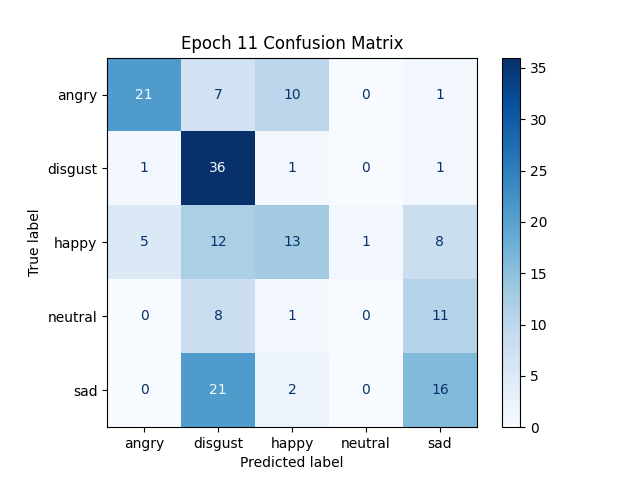 Epoch 11 Confusion Matrix
True label
angry 21 7 10 0 1
disgust 1 36 1 0 1
happy 5 12 13 1 8
neutral 0 8 1 0 11
sad 0 21 2 0 16
angry disgust happy neutral sad
Predicted label
35
30
25
20
15
10
5
0